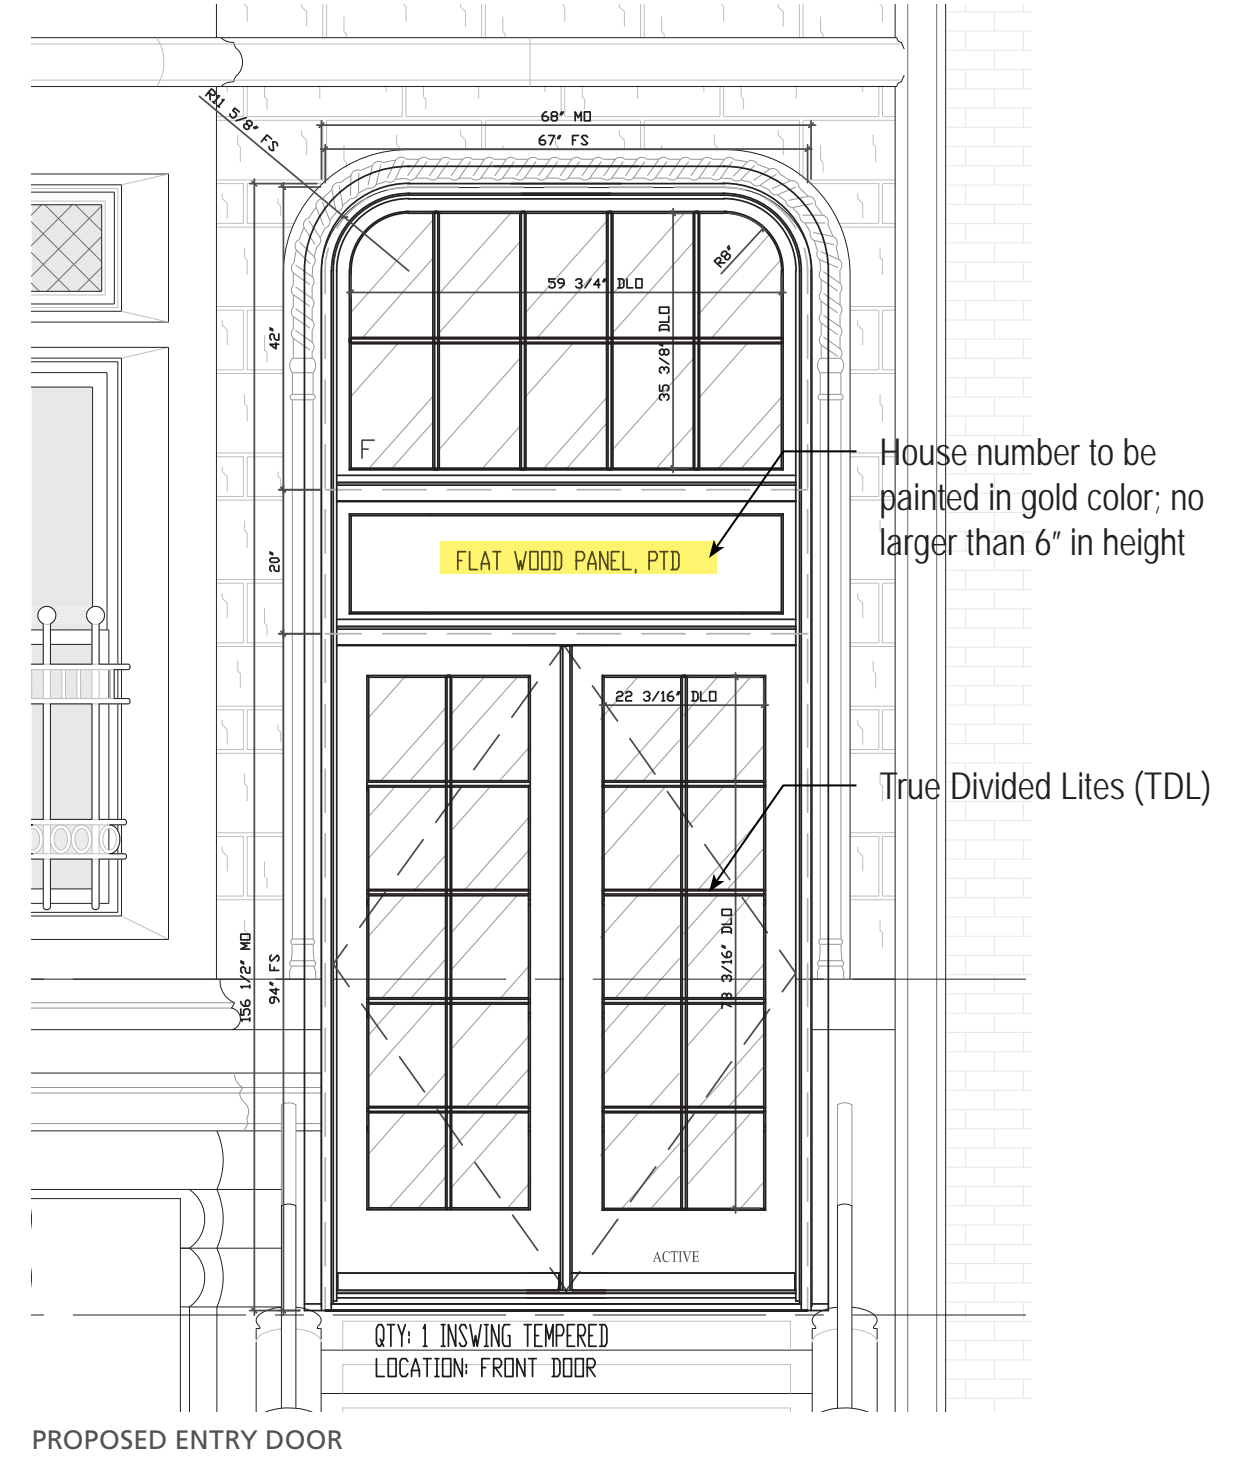 R11 5/8" FS
68" MO
67" FS
R8"
59 3/4" DLO
35 3/8" DLO
42"
F
House number to be
painted in gold color; no
larger than 6" in height
20"
FLAT WOOD PANEL, PTD
22 3/16" DLO
True Divided Lites (TDL)
73 3/16" DLO
156 1/2" MO
94" FS
ACTIVE
QTY: 1 INSWING TEMPERED
LOCATION: FRONT DOOR
PROPOSED ENTRY DOOR